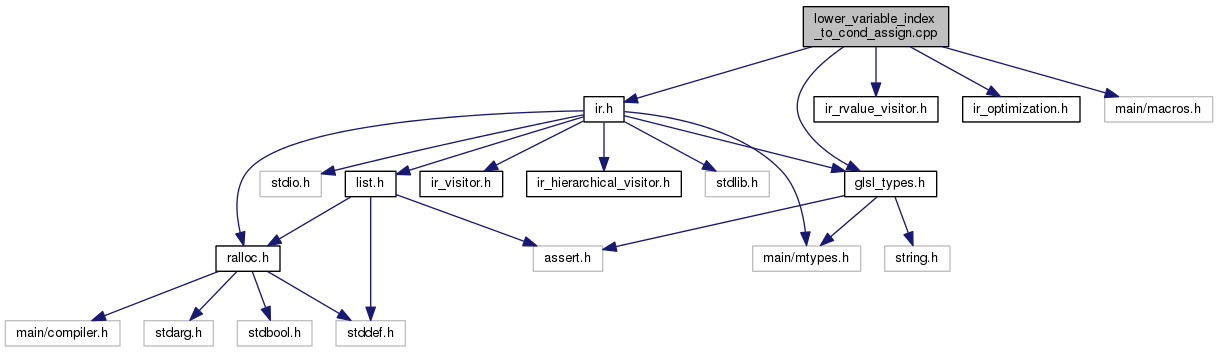 lower_variable_index
_to_cond_assign.cpp
ir.h
ir_rvalue_visitor.h
ir_optimization.h
main/macros.h
stdio.h
list.h
ir_visitor.h
ir_hierarchical_visitor.h
stdlib.h
glsl_types.h
ralloc.h
assert.h
main/mtypes.h
string.h
main/compiler.h
stdarg.h
stdbool.h
stddef.h